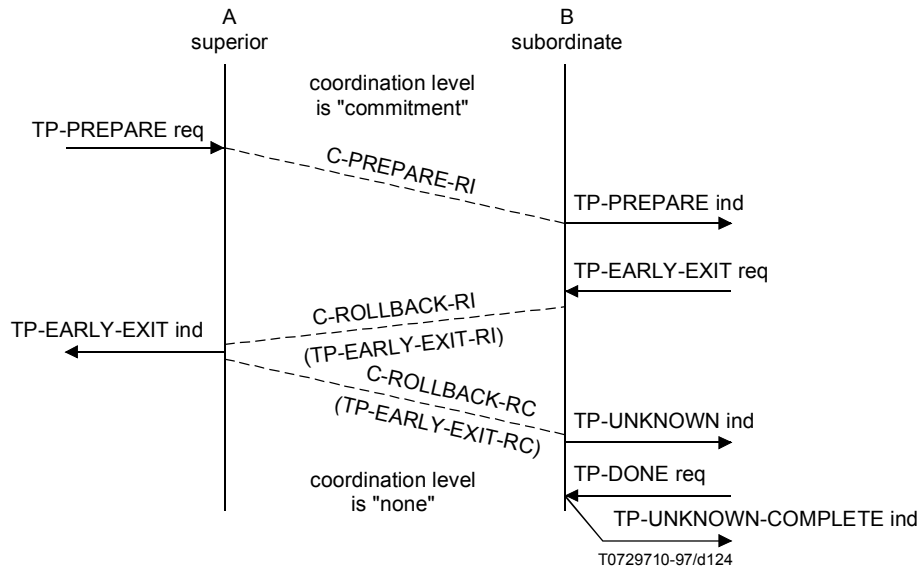 A
superior
B
subordinate
coordination level
is "commitment"
TP-PREPARE req
C-PREPARE-RI
TP-PREPARE ind
TP-EARLY-EXIT req
C-ROLLBACK-RI
TP-EARLY-EXIT ind
(TP-EARLY-EXIT-RI)
C-ROLLBACK-RC
(TP-EARLY-EXIT-RC)
TP-UNKNOWN ind
TP-DONE req
coordination level
is "none"
TP-UNKNOWN-COMPLETE ind
T0729710-97/d124